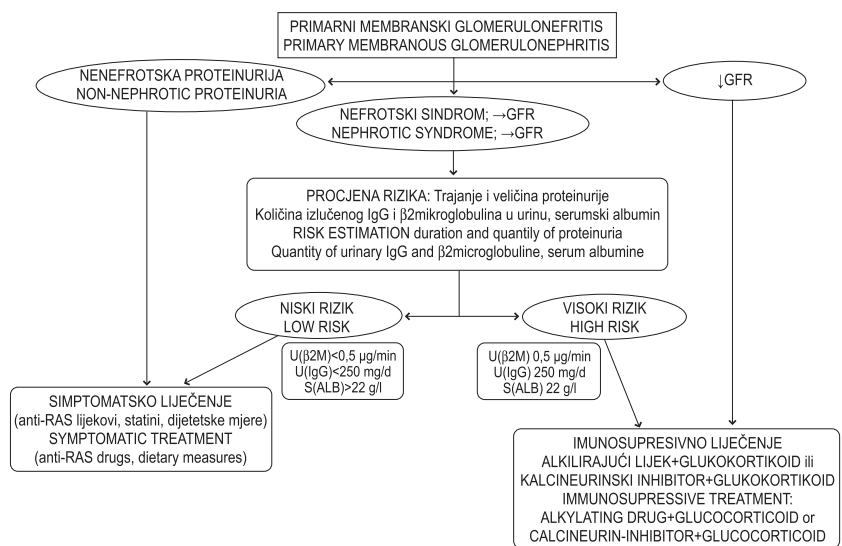 PRIMARNI MEMBRANSKI GLOMERULONEFRITIS
PRIMARY MEMBRANOUS GLOMERULONEPHRITIS
NENEFROTSKA PROTEINURIJA
NON-NEPHROTIC PROTEINURIA
↓GFR
NEFROTSKI SINDROM; →GFR
NEPHROTIC SYNDROME; →GFR
PROCJENA RIZIKA: Trajanje i veličina proteinurije
Količina izlučenog IgG i β2mikroglobulina u urinu, serumski albumin
RISK ESTIMATION duration and quantily of proteinuria
Quantity of urinary IgG and β2microglobuline, serum albumine
NISKI RIZIK
LOW RISK
VISOKI RIZIK
HIGH RISK
U(β2M)<0,5 µg/min
U(IgG)<250 mg/d
S(ALB)>22 g/l
U(β2M) 0,5 µg/min
U(IgG) 250 mg/d
S(ALB) 22 g/l
SIMPTOMATSKO LIJEČENJE
(anti-RAS lijekovi, statini, dijetetske mjere)
SYMPTOMATIC TREATMENT
(anti-RAS drugs, dietary measures)
IMUNOSUPRESIVNO LIJEČENJE
ALKILIRAJUĆI LIJEK+GLUKOKORTIKOID ili
KALCINEURINSKI INHIBITOR+GLUKOKORTIKOID
IMMUNOSUPRESSIVE TREATMENT:
ALKYLATING DRUG+GLUCOCORTICOID or
CALCINEURIN-INHIBITOR+GLUCOCORTICOID